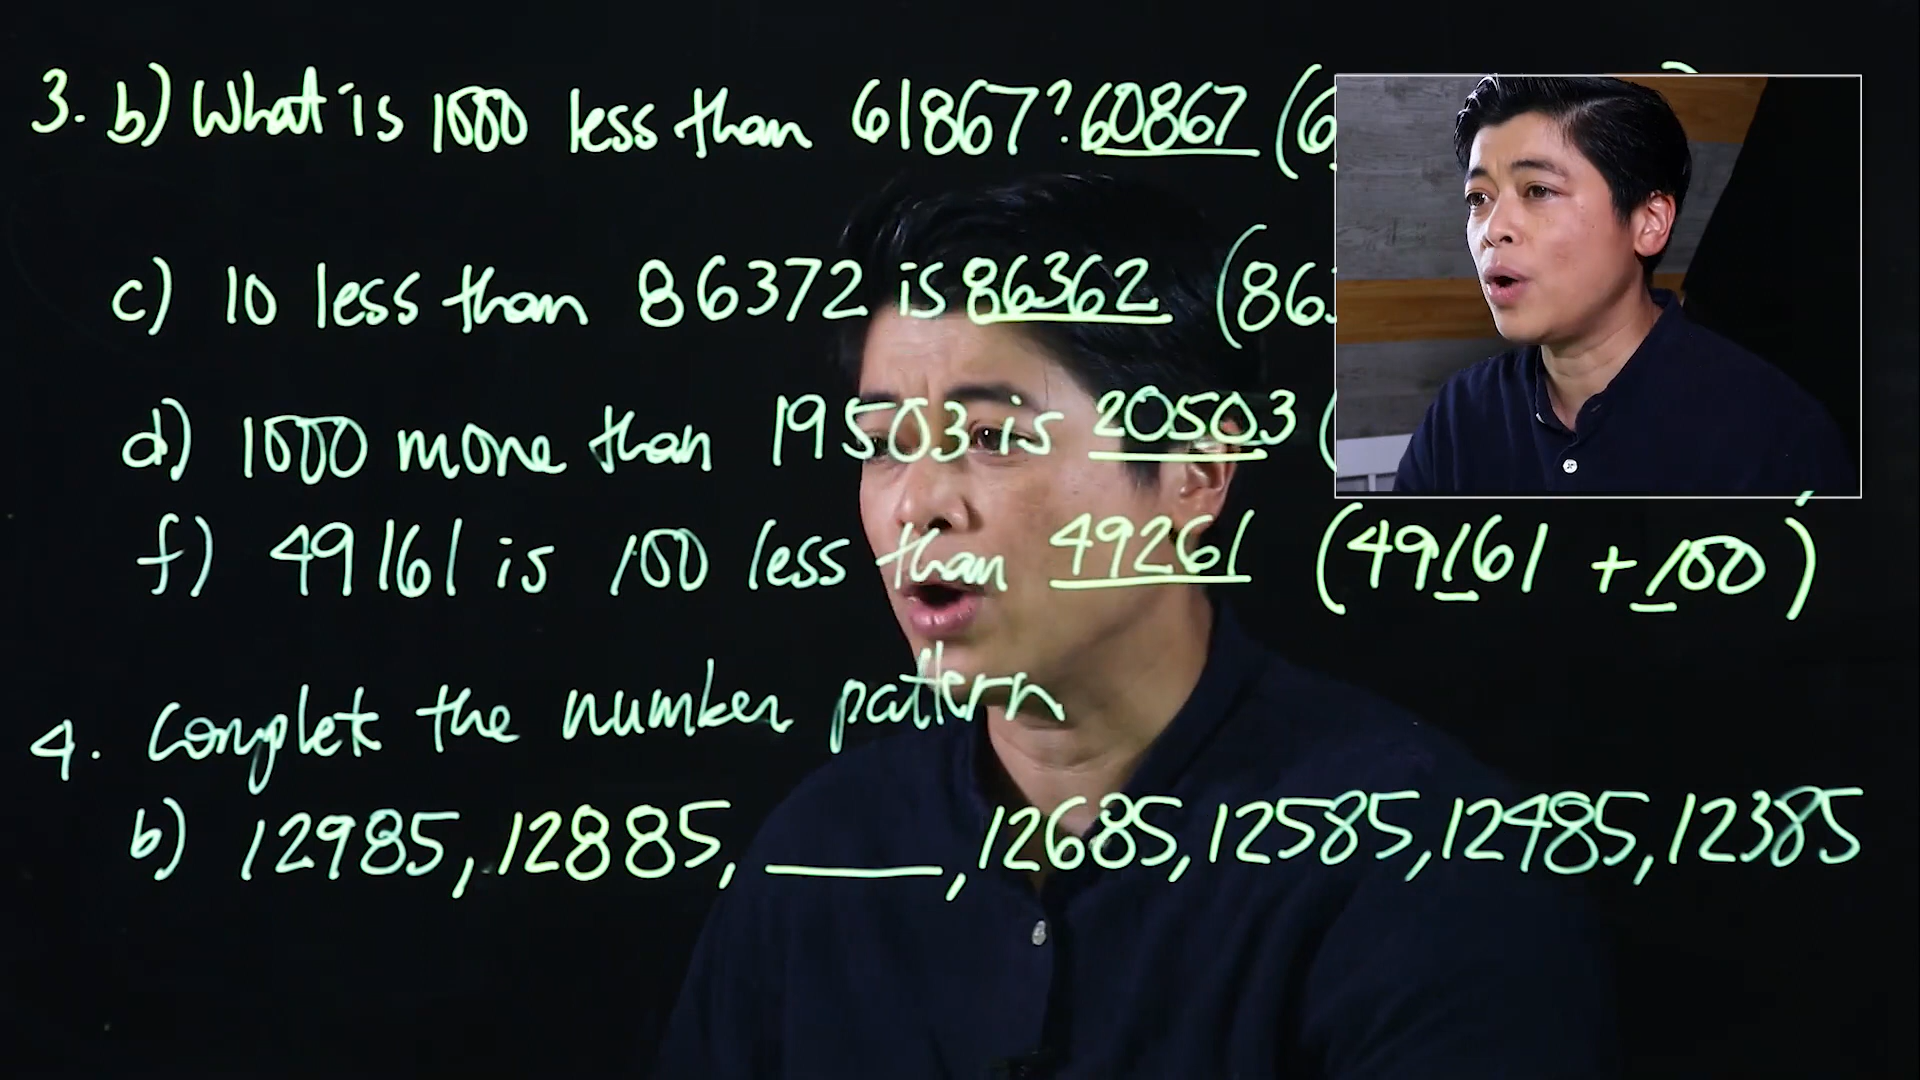 3. b) What is 1000 less than 61867? 60867 (6
c) 10 less than 86372 is 86362 (86
d) 1000 more than 19503 is 20503 (
f) 49161 is 100 less than 49261 (49161 + 100)
4. Complete the number pattern
b) 12985, 12885, ____, 12685, 12585, 12485, 12385